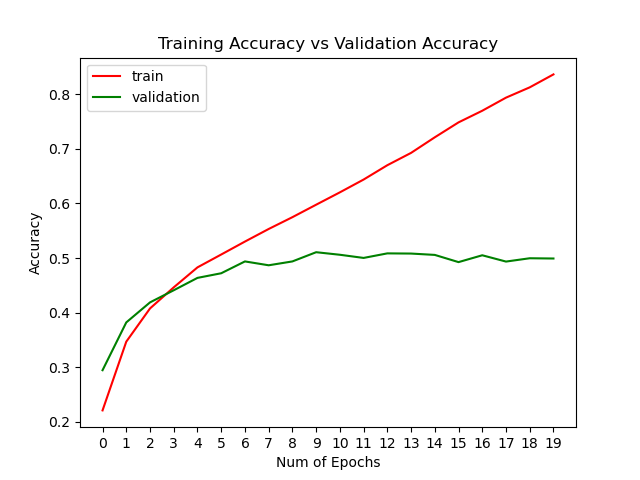 Training Accuracy vs Validation Accuracy
train
validation
0.8
0.7
0.6
0.5
0.4
0.3
0.2
Accuracy
0 1 2 3 4 5 6 7 8 9 10 11 12 13 14 15 16 17 18 19
Num of Epochs